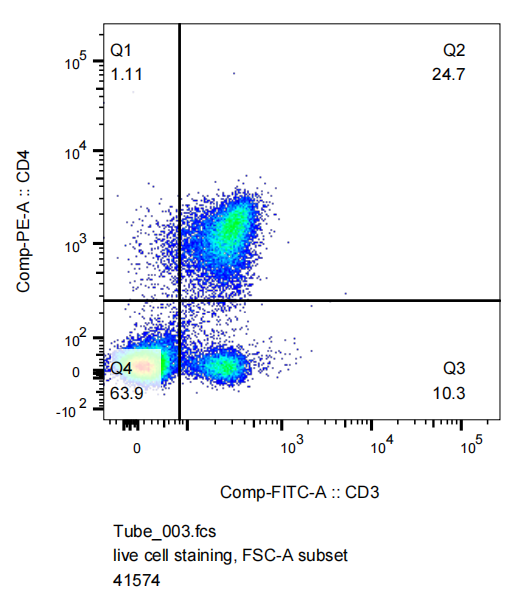 Q1
1.11
Q2
24.7
10^5
10^4
10^3
10^2
0
-10^2
Comp-PE-A :: CD4
Q4
63.9
Q3
10.3
0
10^3
10^4
10^5
Comp-FITC-A :: CD3
Tube_003.fcs
live cell staining, FSC-A subset
41574